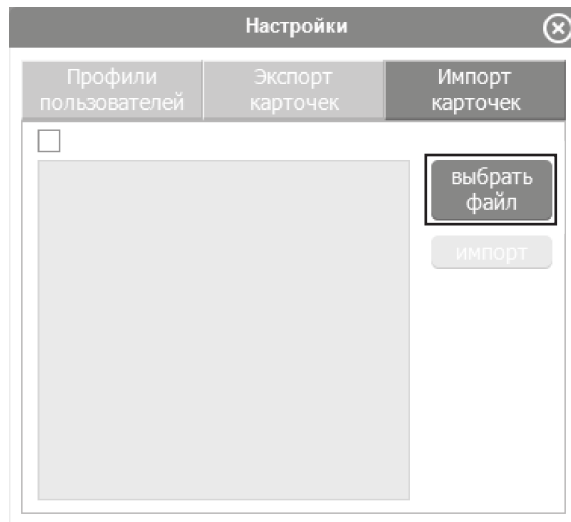 Настройки
Профили
пользователей
Экспорт
карточек
Импорт
карточек
выбрать
файл
импорт